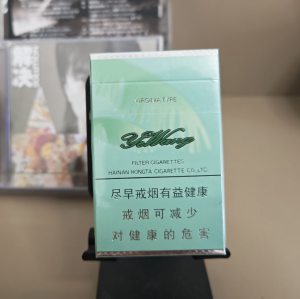 VIRGINIA TYPE
YeWang
FILTER CIGARETTES
HAINAN HONGTA CIGARETTE CO.,LTD.
尽早戒烟有益健康
戒烟可减少
对健康的危害